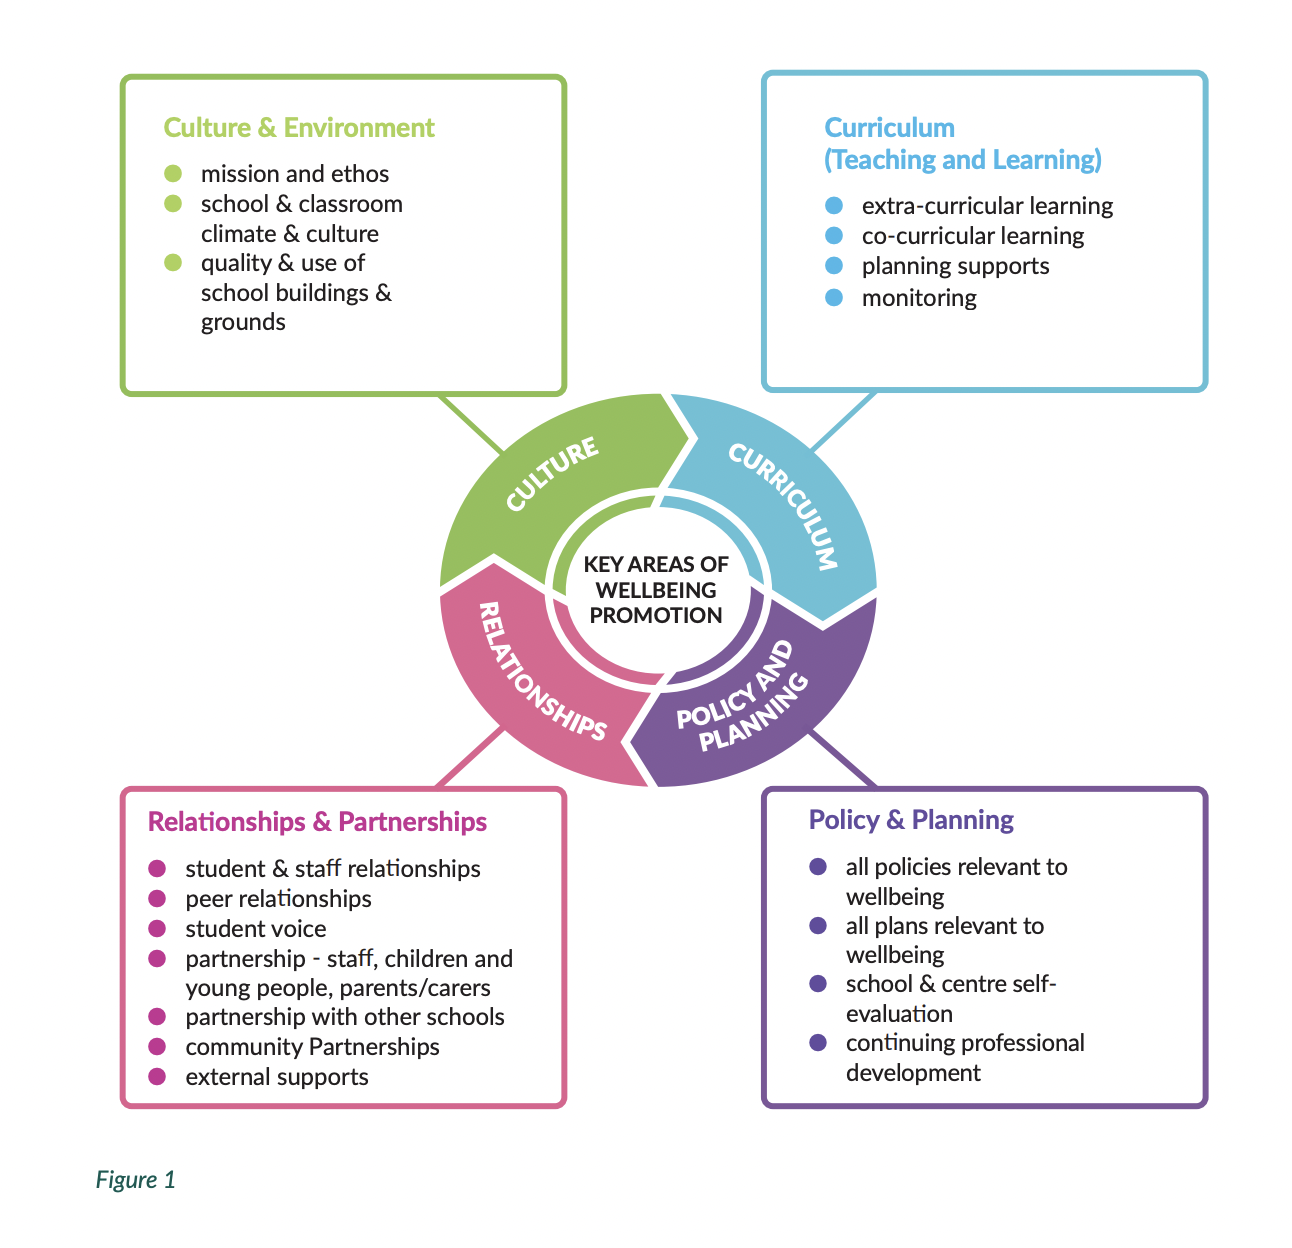 Culture & Environment
mission and ethos
school & classroom
climate & culture
quality & use of
school buildings &
grounds
Curriculum
(Teaching and Learning)
extra-curricular learning
co-curricular learning
planning supports
monitoring
CULTURE
CURRICULUM
KEY AREAS OF
WELLBEING
PROMOTION
RELATIONSHIPS
POLICY AND
PLANNING
Relationships & Partnerships
student & staff relationships
peer relationships
student voice
partnership - staff, children and
young people, parents/carers
partnership with other schools
community Partnerships
external supports
Policy & Planning
all policies relevant to
wellbeing
all plans relevant to
wellbeing
school & centre self-
evaluation
continuing professional
development
Figure 1